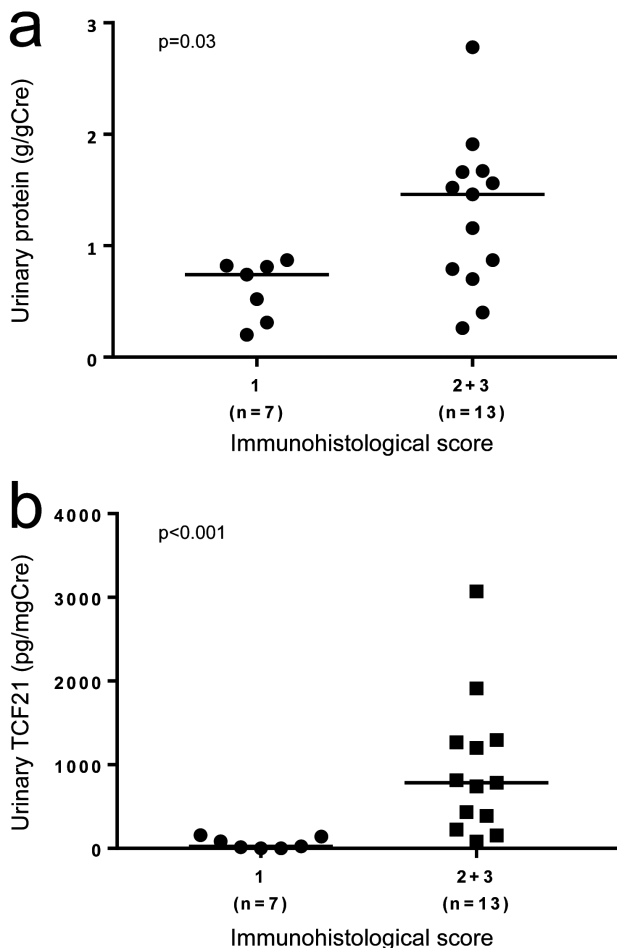 a
p=0.03
Urinary protein (g/gCre)
3
2
1
0
1
2+3
(n=7)
(n=13)
Immunohistological score
b
p<0.001
Urinary TCF21 (pg/mgCre)
4000
3000
2000
1000
0
1
2+3
(n=7)
(n=13)
Immunohistological score